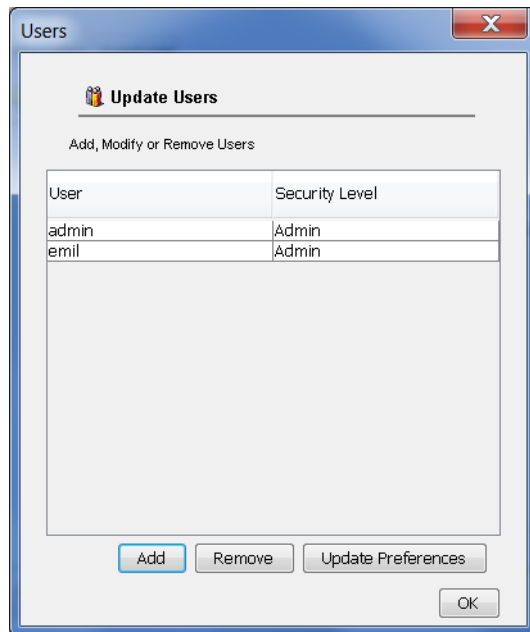 Users
Update Users
Add, Modify or Remove Users
User Security Level
admin Admin
emil Admin
Add Remove Update Preferences
OK